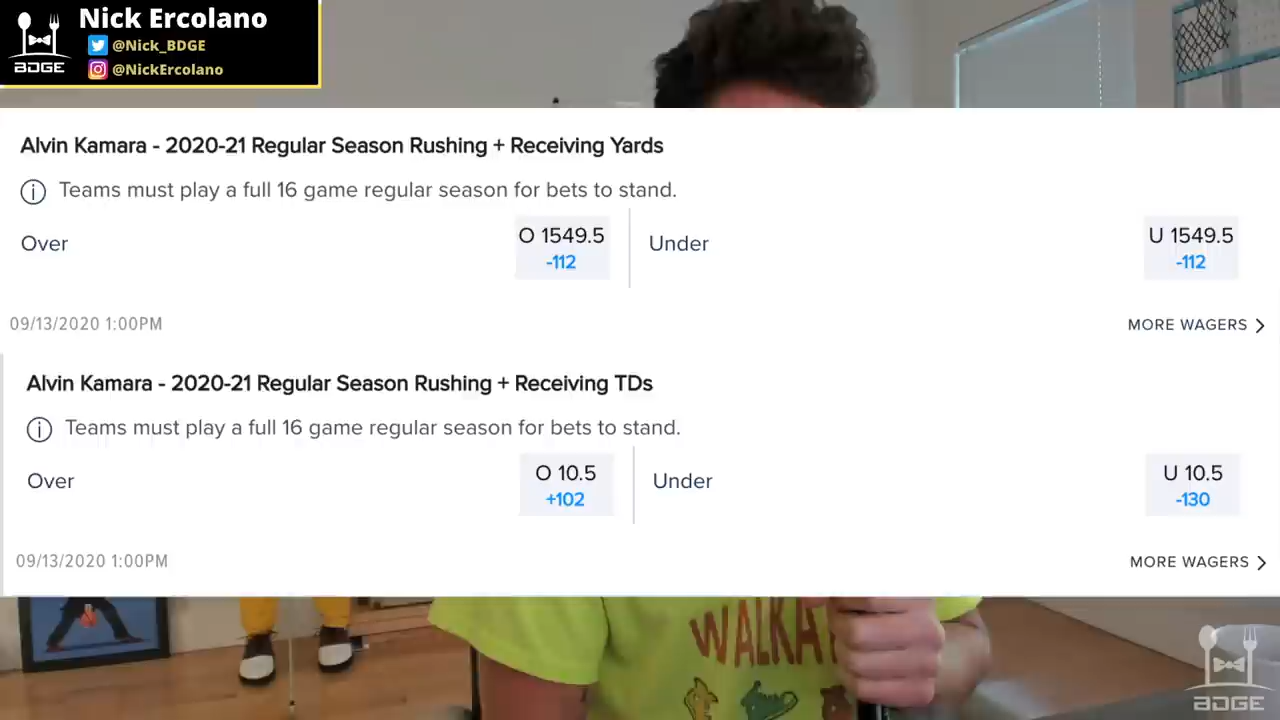 Nick Ercolano
@Nick_BDGE
@NickErcolano
BDGE
Alvin Kamara - 2020-21 Regular Season Rushing + Receiving Yards
Teams must play a full 16 game regular season for bets to stand.
Over
O 1549.5
-112
Under
U 1549.5
-112
09/13/2020 1:00PM
MORE WAGERS
Alvin Kamara - 2020-21 Regular Season Rushing + Receiving TDs
Teams must play a full 16 game regular season for bets to stand.
Over
O 10.5
+102
Under
U 10.5
-130
09/13/2020 1:00PM
MORE WAGERS
WALKA
BDGE